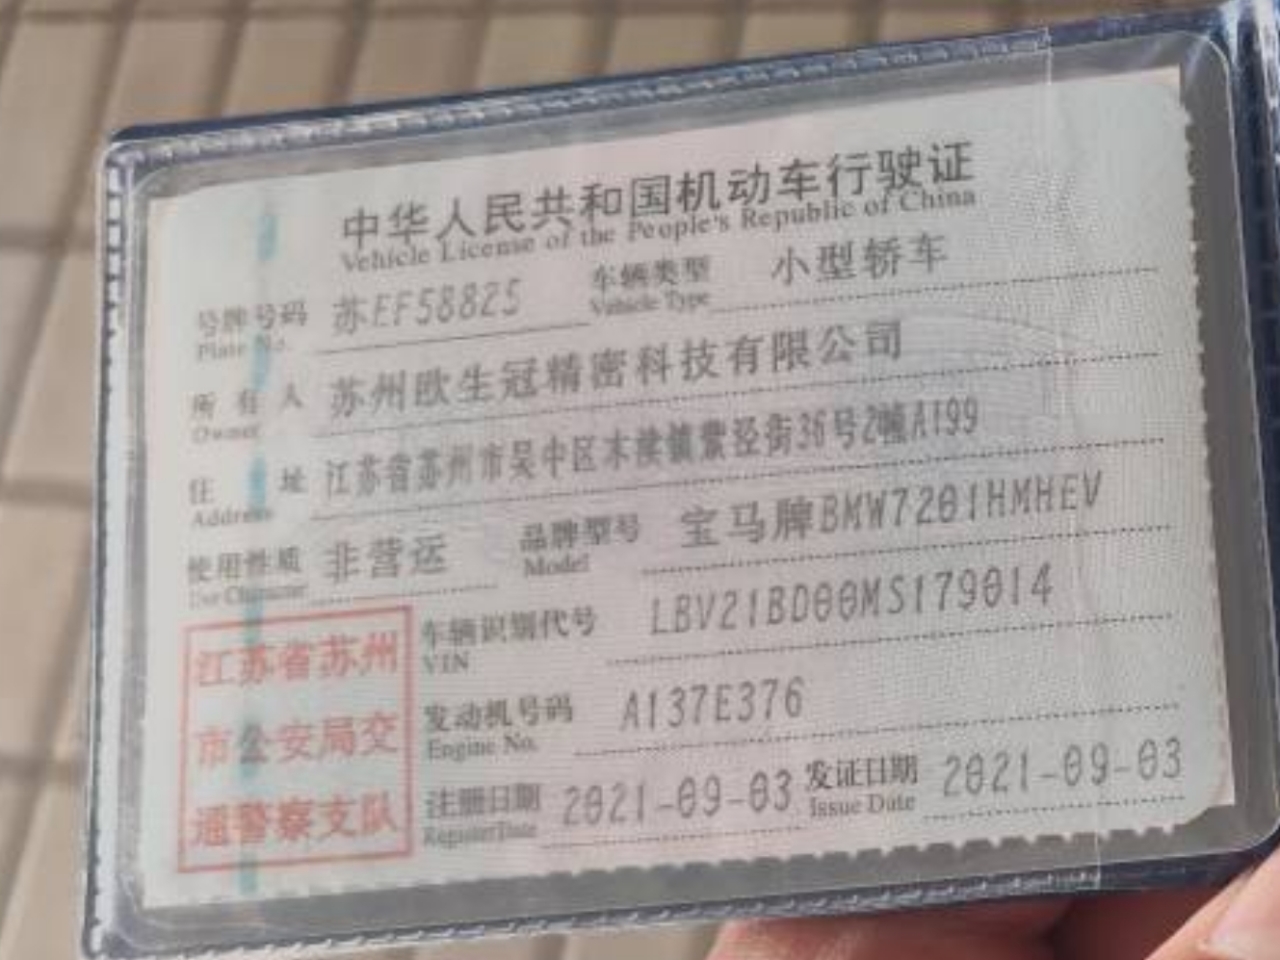 中华人民共和国机动车行驶证
Vehicle License of the People's Republic of China
号牌号码 苏EF58825 车辆类型 小型轿车
Plate No. Vehicle Type
所有人 苏州欧生冠精密科技有限公司
Owner
住址 江苏省苏州市吴中区木渎镇紫泾街36号2幢A199
Address
使用性质 非营运 品牌型号 宝马牌BMW7201HMHEV
Use Character Model
江苏省苏州
市公安局交
通警察支队
车辆识别代号 LBV21BD00MS179014
VIN
发动机号码 A137E376
Engine No.
注册日期 2021-09-03 发证日期 2021-09-03
Register Date Issue Date